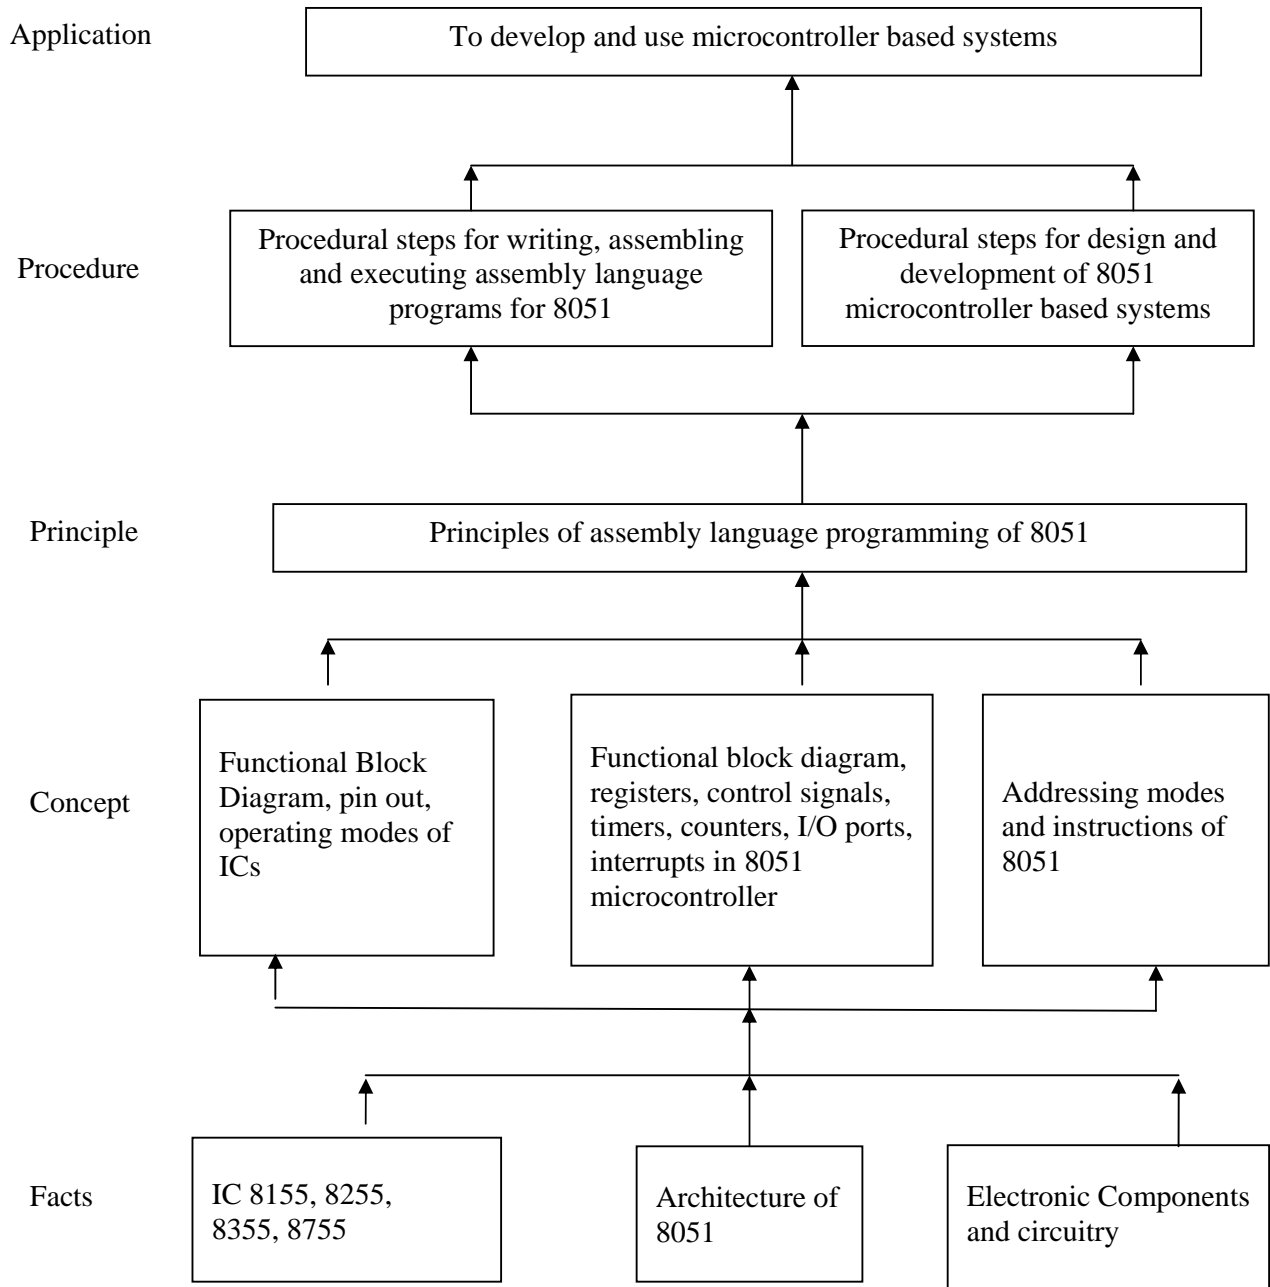 Application
To develop and use microcontroller based systems
Procedure
Procedural steps for writing, assembling
and executing assembly language
programs for 8051
Procedural steps for design and
development of 8051
microcontroller based systems
Principle
Principles of assembly language programming of 8051
Concept
Functional Block
Diagram, pin out,
operating modes of
ICs
Functional block diagram,
registers, control signals,
timers, counters, I/O ports,
interrupts in 8051
microcontroller
Addressing modes
and instructions of
8051
Facts
IC 8155, 8255,
8355, 8755
Architecture of
8051
Electronic Components
and circuitry